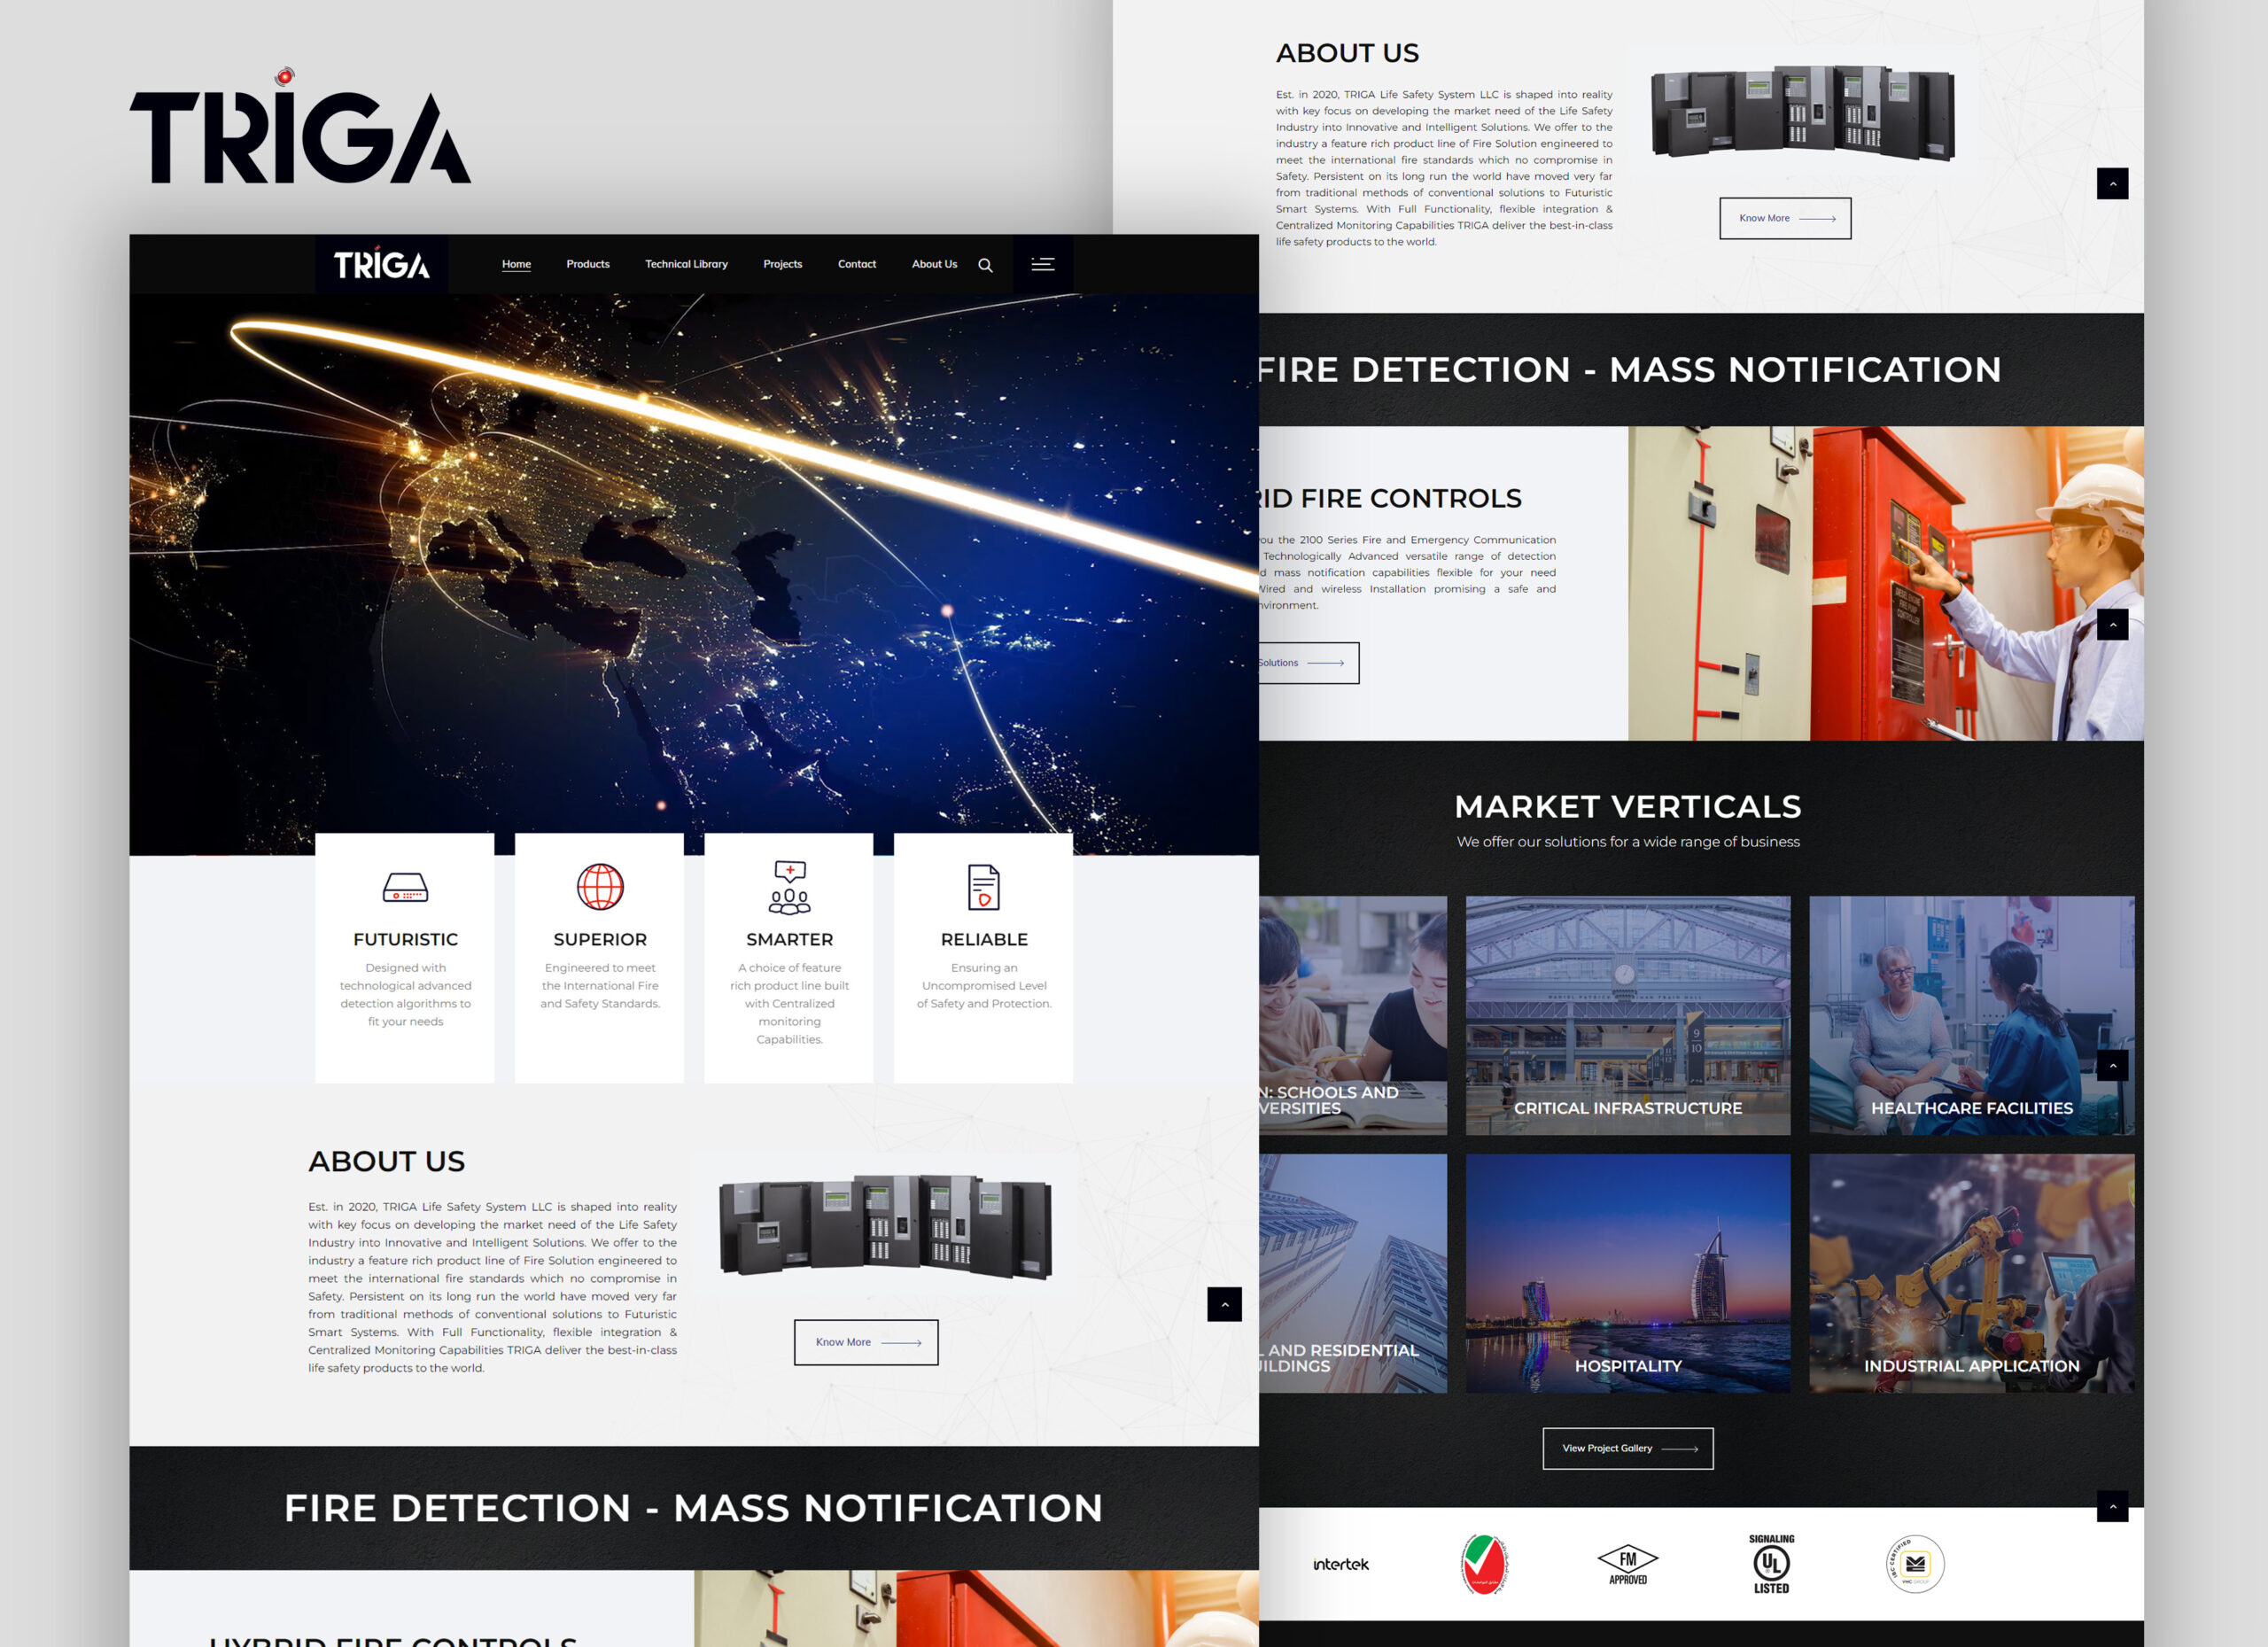 TRIGA
TRIGA
Home
Products
Technical Library
Projects
Contact
About Us
FUTURISTIC
Designed with
technological advanced
detection algorithms to
fit your needs
SUPERIOR
Engineered to meet
the International Fire
and Safety Standards.
SMARTER
A choice of feature
rich product line built
with Centralized
monitoring
Capabilities.
RELIABLE
Ensuring an
Uncompromised Level
of Safety and Protection.
ABOUT US
Est. in 2020, TRIGA Life Safety System LLC is shaped into reality
with key focus on developing the market need of the Life Safety
Industry into Innovative and Intelligent Solutions. We offer to the
industry a feature rich product line of Fire Solution engineered to
meet the international fire standards which no compromise in
Safety. Persistent on its long run the world have moved very far
from traditional methods of conventional solutions to Futuristic
Smart Systems. With Full Functionality, flexible integration &
Centralized Monitoring Capabilities TRIGA deliver the best-in-class
life safety products to the world.
Know More
FIRE DETECTION - MASS NOTIFICATION
HYBRID FIRE CONTROLS
ABOUT US
Est. in 2020, TRIGA Life Safety System LLC is shaped into reality
with key focus on developing the market need of the Life Safety
Industry into Innovative and Intelligent Solutions. We offer to the
industry a feature rich product line of Fire Solution engineered to
meet the international fire standards which no compromise in
Safety. Persistent on its long run the world have moved very far
from traditional methods of conventional solutions to Futuristic
Smart Systems. With Full Functionality, flexible integration &
Centralized Monitoring Capabilities TRIGA deliver the best-in-class
life safety products to the world.
Know More
FIRE DETECTION - MASS NOTIFICATION
RID FIRE CONTROLS
ou the 2100 Series Fire and Emergency Communication
Technologically Advanced versatile range of detection
d mass notification capabilities flexible for your need
Wired and wireless Installation promising a safe and
nvironment.
Solutions
DIESEL ENGINE
FIRE PUMP
CONTROLLER
MARKET VERTICALS
We offer our solutions for a wide range of business
N: SCHOOLS AND
VERSITIES
9
10
CRITICAL INFRASTRUCTURE
HEALTHCARE FACILITIES
L AND RESIDENTIAL
ILDINGS
HOSPITALITY
INDUSTRIAL APPLICATION
View Project Gallery
intertek
FM
APPROVED
SIGNALING
UL
LISTED
IEC CERTIFIED
VMC GROUP